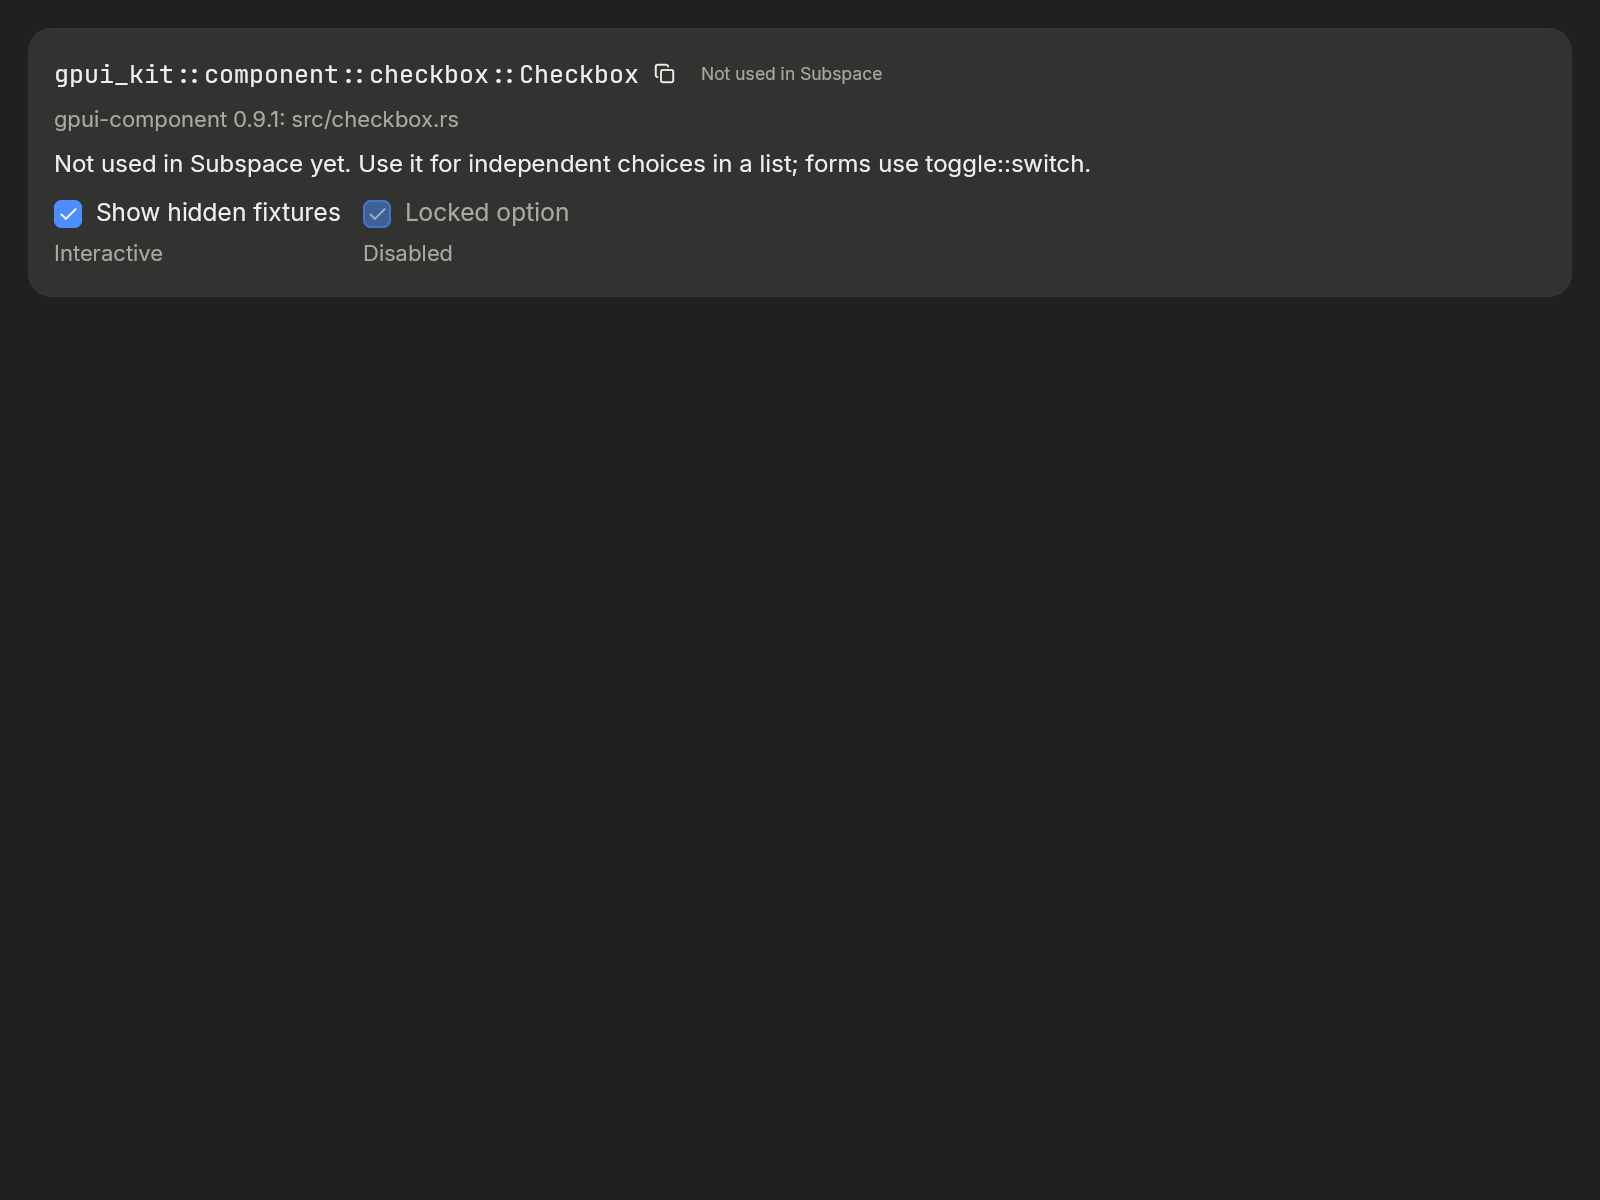 gpui_kit::component::checkbox::Checkbox Not used in Subspace
gpui-component 0.9.1: src/checkbox.rs
Not used in Subspace yet. Use it for independent choices in a list; forms use toggle::switch.
Show hidden fixtures Locked option
Interactive Disabled